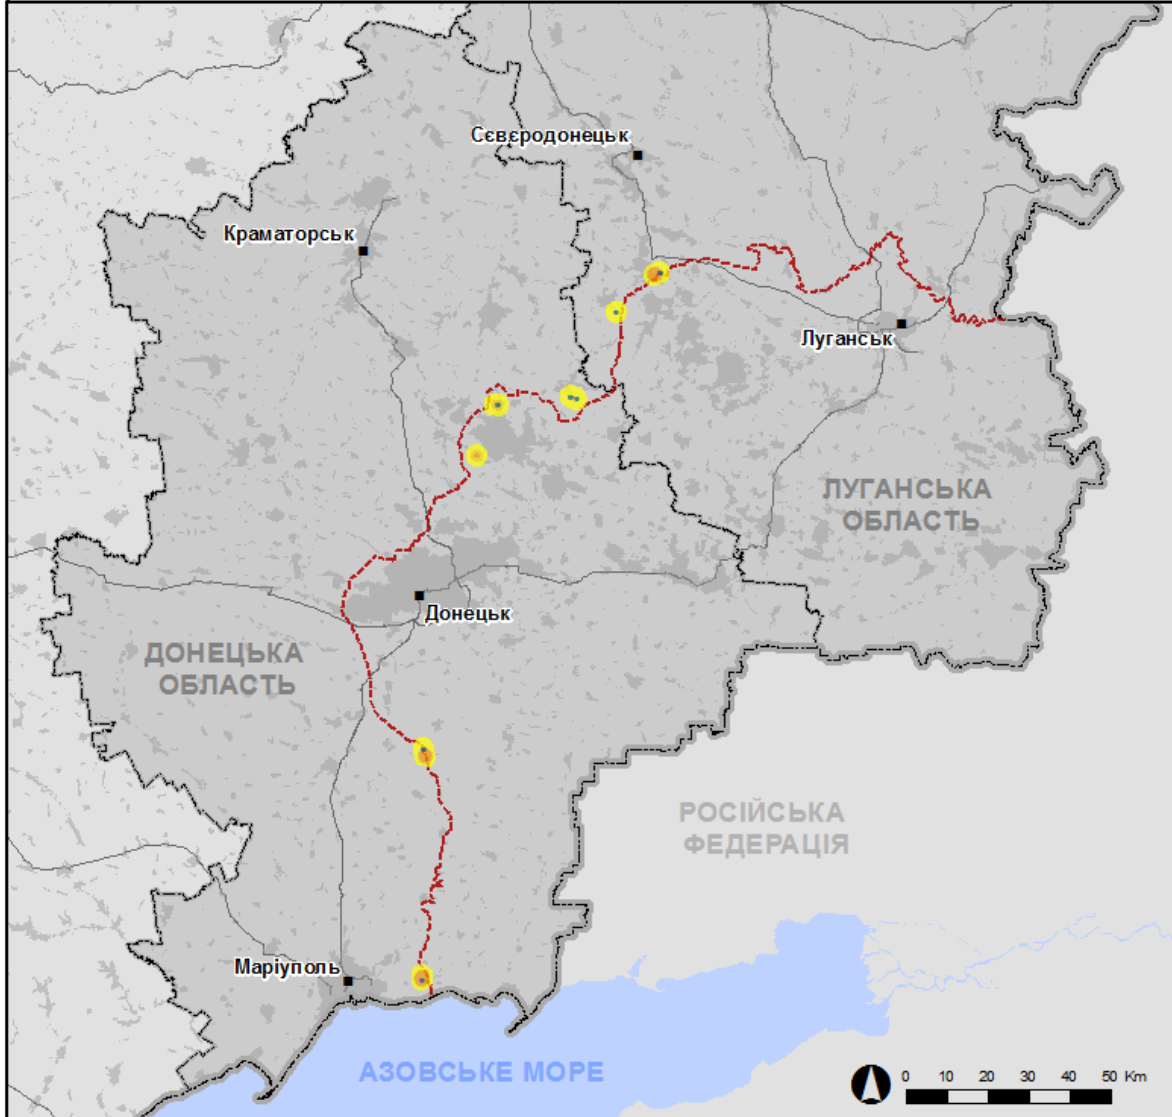 Сєвєродонецьк
Краматорськ
Луганськ
ЛУГАНСЬКА
ОБЛАСТЬ
Донецьк
ДОНЕЦЬКА
ОБЛАСТЬ
РОСІЙСЬКА
ФЕДЕРАЦІЯ
Маріуполь
АЗОВСЬКЕ МОРЕ
0 10 20 30 40 50 Km